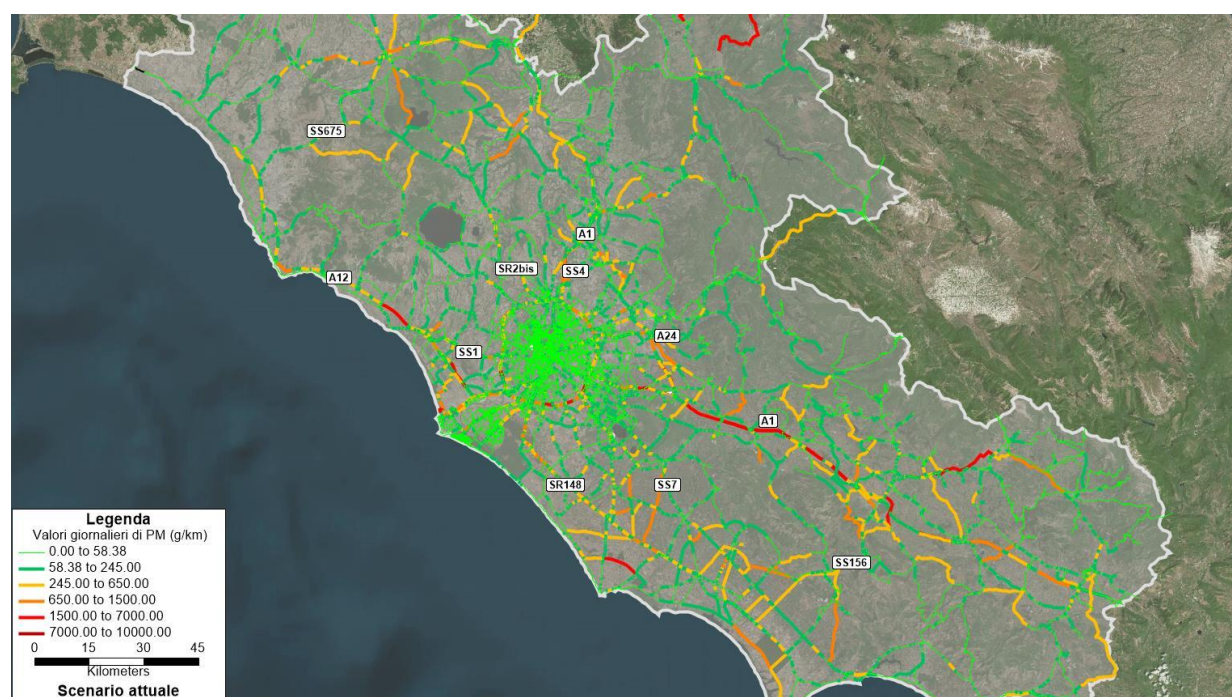 SS675
A1
SR2bis
SS4
A12
A24
SS1
A1
SR148
SS7
SS156
Legenda
Valori giornalieri di PM (g/km)
0.00 to 58.38
58.38 to 245.00
245.00 to 650.00
650.00 to 1500.00
1500.00 to 7000.00
7000.00 to 10000.00
0 15 30 45
Kilometers
Scenario attuale